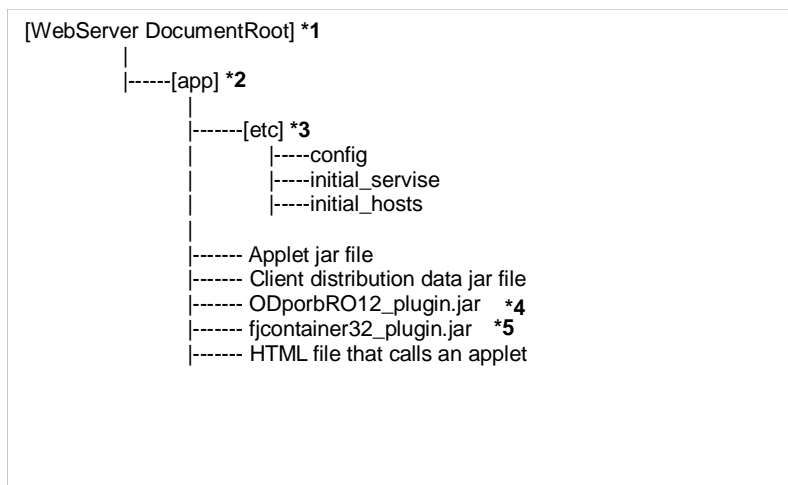 [WebServer DocumentRoot] *1
|
|------[app] *2
|
|-------[etc] *3
| |-----config
| |-----initial_servise
| |-----initial_hosts
|
|------- Applet jar file
|------- Client distribution data jar file
|------- ODporbRO12_plugin.jar *4
|------- fjcontainer32_plugin.jar *5
|------- HTML file that calls an applet